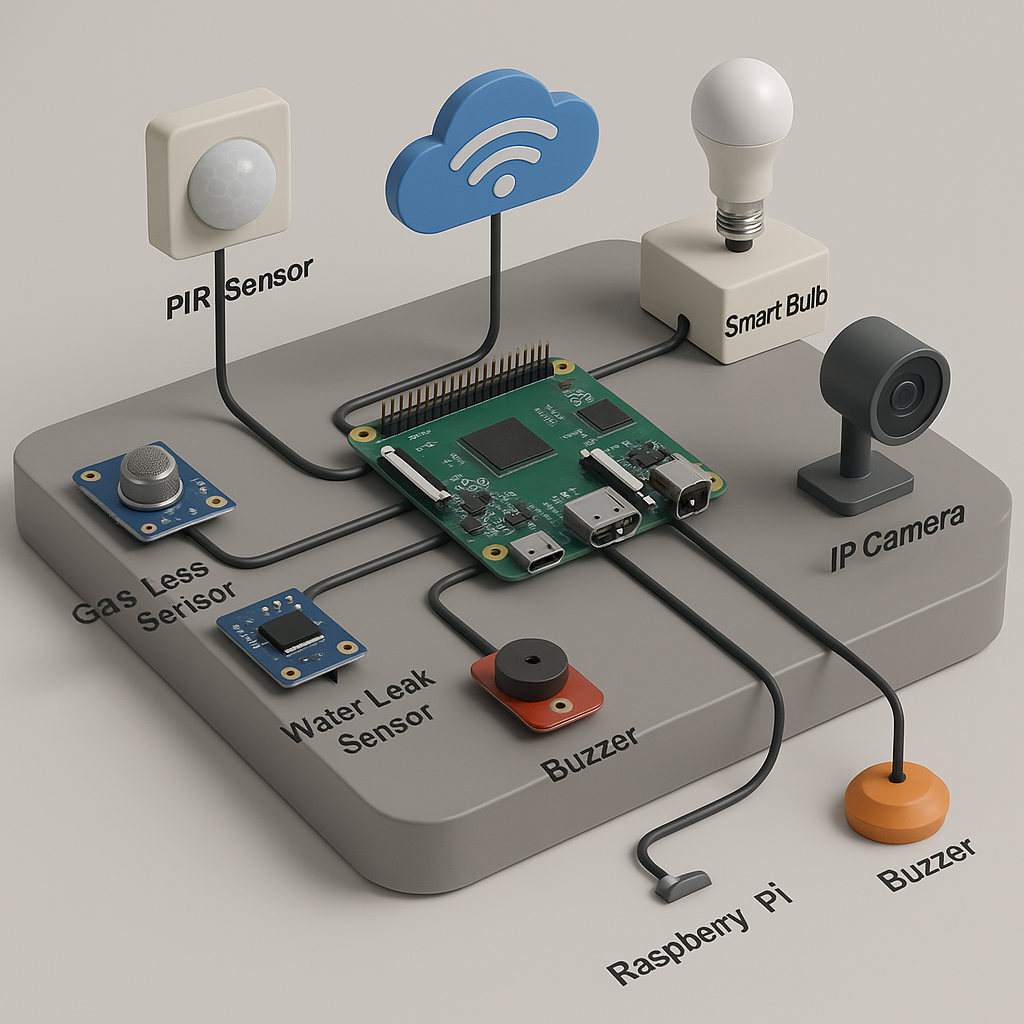 PIR Sensor
Smart Bulb
IP Camera
Gas Less
Serisor
Water Leak
Sensor
Buzzer
Buzzer
Raspberry Pi